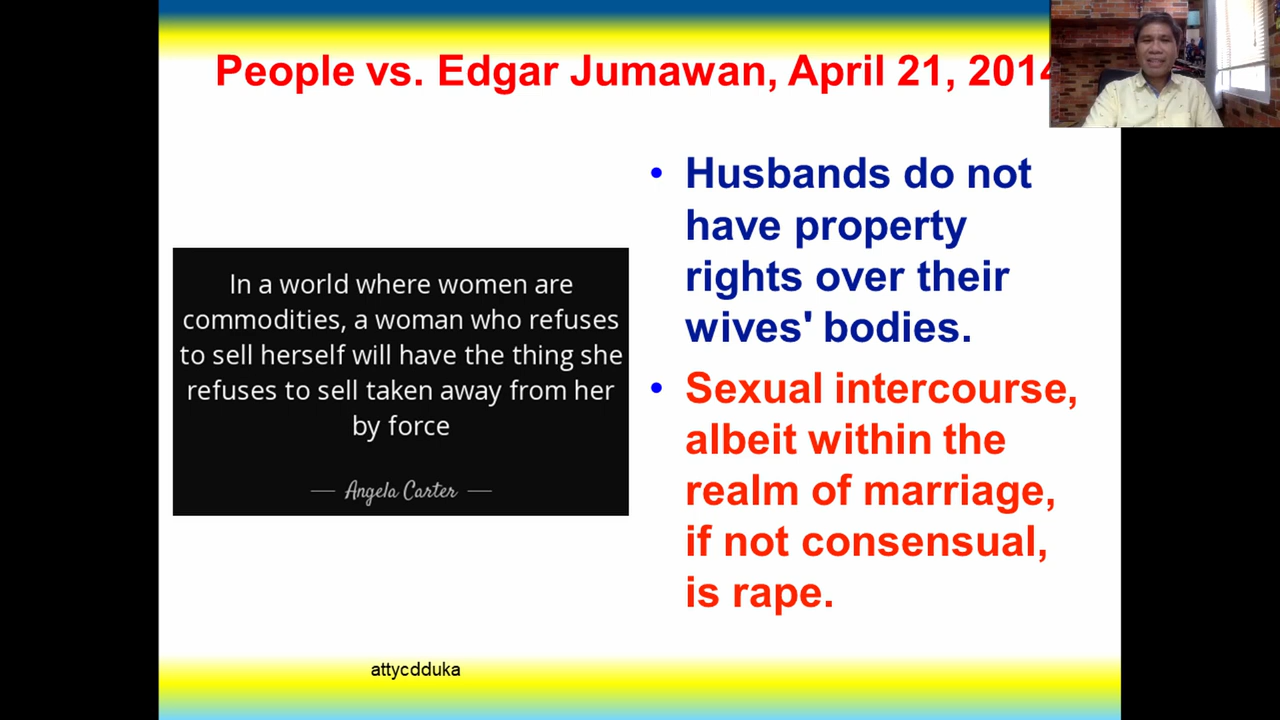 People vs. Edgar Jumawan, April 21, 2014
In a world where women are
commodities, a woman who refuses
to sell herself will have the thing she
refuses to sell taken away from her
by force
— Angela Carter —
• Husbands do not
have property
rights over their
wives' bodies.
• Sexual intercourse,
albeit within the
realm of marriage,
if not consensual,
is rape.
attycdduka